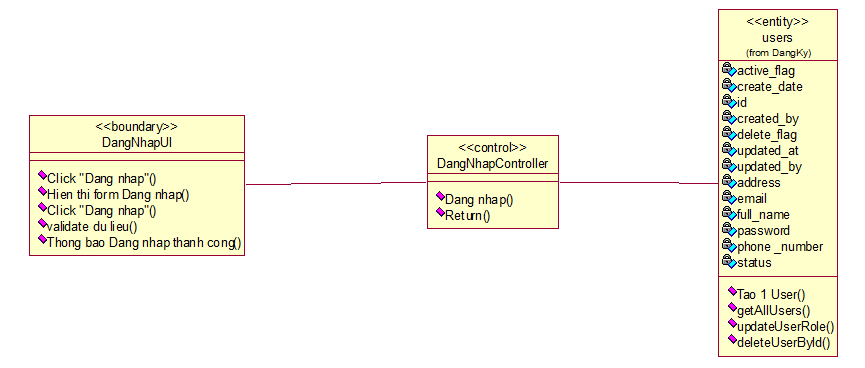 <<boundary>>
DangNhapUI
Click "Dang nhap"()
Hien thi form Dang nhap()
Click "Dang nhap"()
validate du lieu()
Thong bao Dang nhap thanh cong()
<<control>>
DangNhapController
Dang nhap()
Return()
<<entity>>
users
(from DangKy)
active_flag
create_date
id
created_by
delete_flag
updated_at
updated_by
address
email
full_name
password
phone _number
status
Tao 1 User()
getAllUsers()
updateUserRole()
deleteUserById()